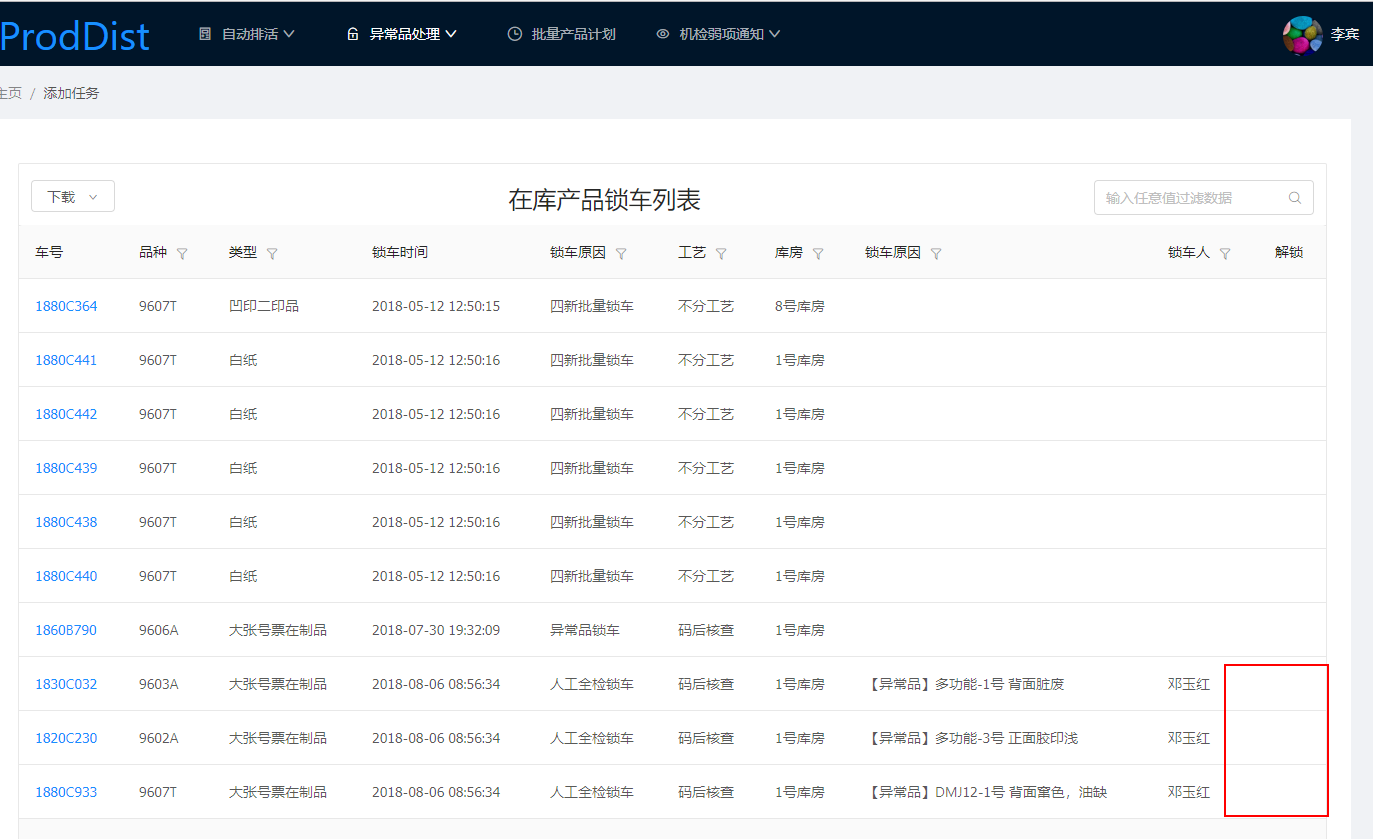 ProdDist 自动排活 异常品处理 批量产品计划 机检弱项通知 李宾
主页 / 添加任务
下载 在库产品锁车列表 输入任意值过滤数据
车号 品种 类型 锁车时间 锁车原因 工艺 库房 锁车原因 锁车人 解锁
1880C364 9607T 凹印二印品 2018-05-12 12:50:15 四新批量锁车 不分工艺 8号库房
1880C441 9607T 白纸 2018-05-12 12:50:16 四新批量锁车 不分工艺 1号库房
1880C442 9607T 白纸 2018-05-12 12:50:16 四新批量锁车 不分工艺 1号库房
1880C439 9607T 白纸 2018-05-12 12:50:16 四新批量锁车 不分工艺 1号库房
1880C438 9607T 白纸 2018-05-12 12:50:16 四新批量锁车 不分工艺 1号库房
1880C440 9607T 白纸 2018-05-12 12:50:16 四新批量锁车 不分工艺 1号库房
1860B790 9606A 大张号票在制品 2018-07-30 19:32:09 异常品锁车 码后核查 1号库房
1830C032 9603A 大张号票在制品 2018-08-06 08:56:34 人工全检锁车 码后核查 1号库房 【异常品】多功能-1号 背面脏废 邓玉红
1820C230 9602A 大张号票在制品 2018-08-06 08:56:34 人工全检锁车 码后核查 1号库房 【异常品】多功能-3号 正面胶印浅 邓玉红
1880C933 9607T 大张号票在制品 2018-08-06 08:56:34 人工全检锁车 码后核查 1号库房 【异常品】DMJ12-1号 背面窜色，油缺 邓玉红